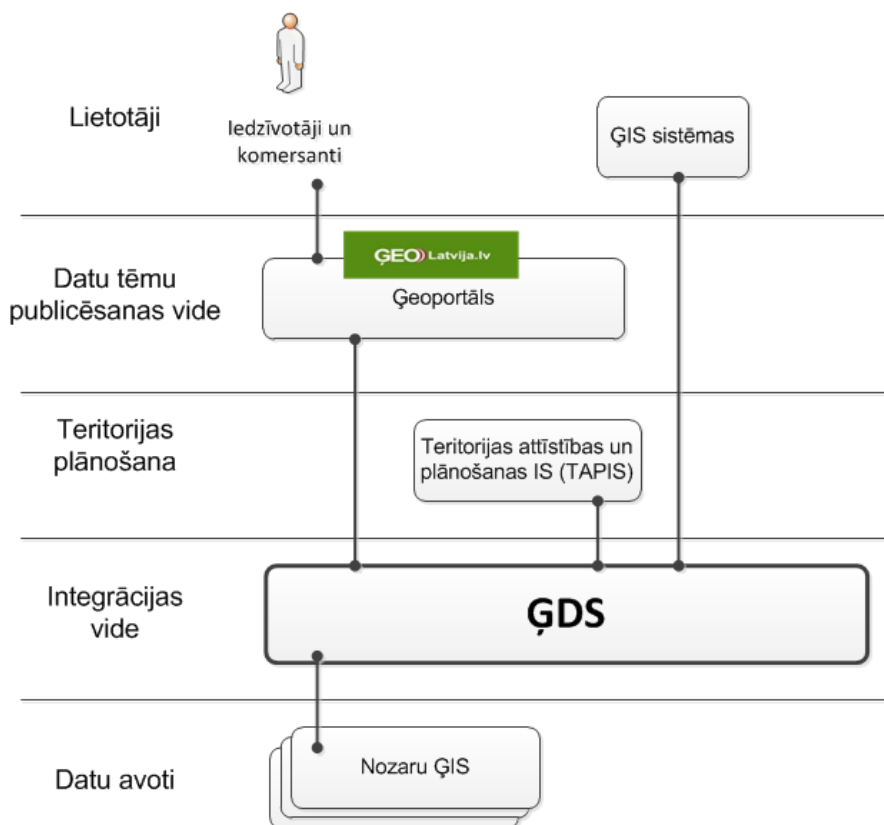 Lietotāji
Iedzīvotāji un
komersanti
ĢIS sistēmas
Datu tēmu
publicēsanas vide
ĢEO Latvija.lv
Ģeoportāls
Teritorijas
plānošana
Teritorijas attīstības un
plānošanas IS (TAPIS)
Integrācijas
vide
ĢDS
Datu avoti
Nozaru ĢIS